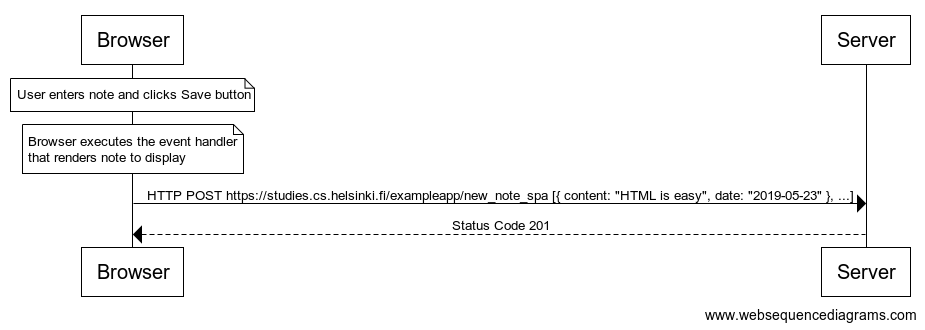 Browser
Server
User enters note and clicks Save button
Browser executes the event handler
that renders note to display
HTTP POST https://studies.cs.helsinki.fi/exampleapp/new_note_spa [{ content: "HTML is easy", date: "2019-05-23" }, ...]
Status Code 201
Browser
Server
www.websequencediagrams.com